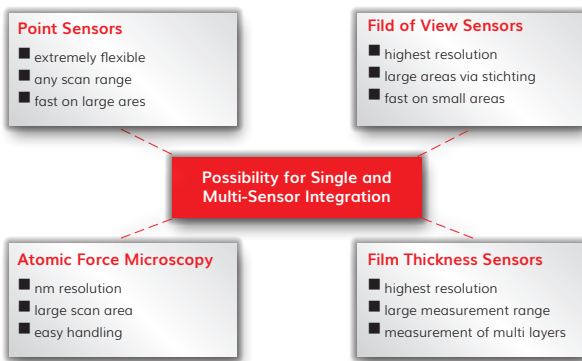 Point Sensors
extremely flexible
any scan range
fast on large ares
Fild of View Sensors
highest resolution
large areas via stichting
fast on small areas
Possibility for Single and
Multi-Sensor Integration
Atomic Force Microscopy
nm resolution
large scan area
easy handling
Film Thickness Sensors
highest resolution
large measurement range
measurement of multi layers